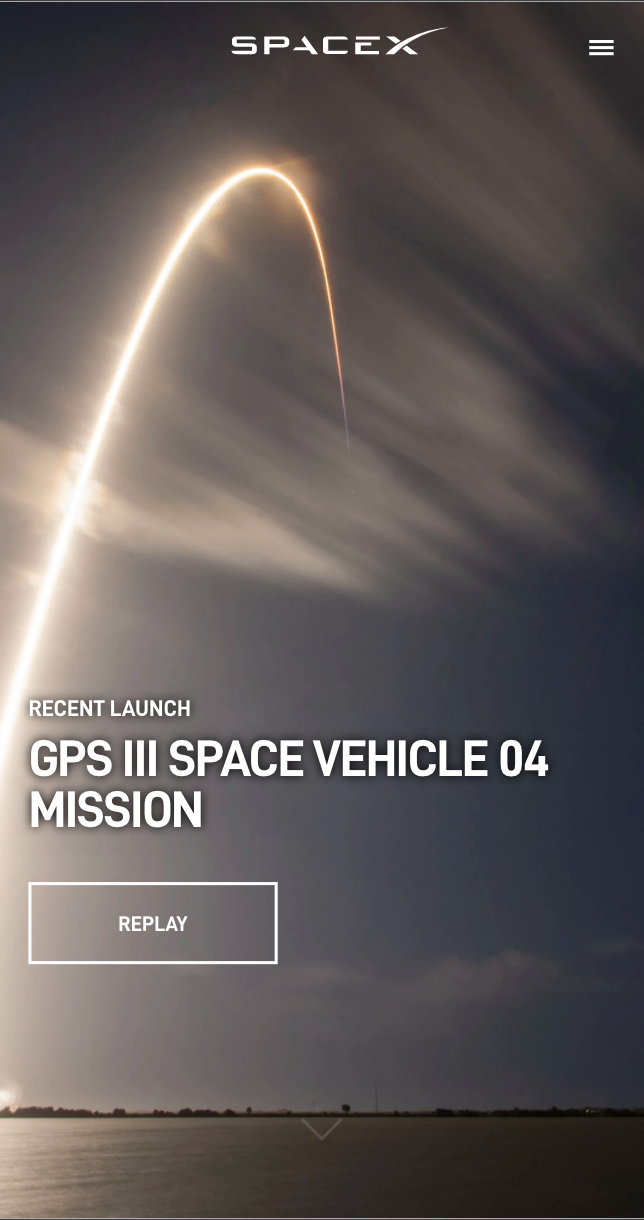 SPACEX
RECENT LAUNCH
GPS III SPACE VEHICLE 04
MISSION
REPLAY